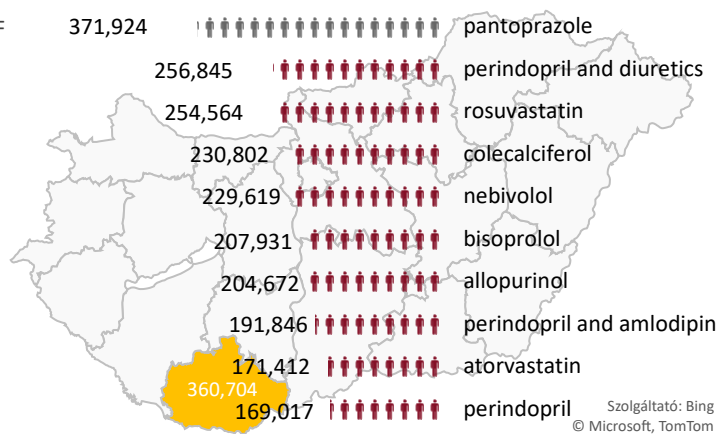 F 371,924 pantoprazole
256,845 perindopril and diuretics
254,564 rosuvastatin
230,802 colecalciferol
229,619 nebivolol
207,931 bisoprolol
204,672 allopurinol
191,846 perindopril and amlodipin
171,412 atorvastatin
360,704
169,017 perindopril
Szolgáltató: Bing
© Microsoft, TomTom